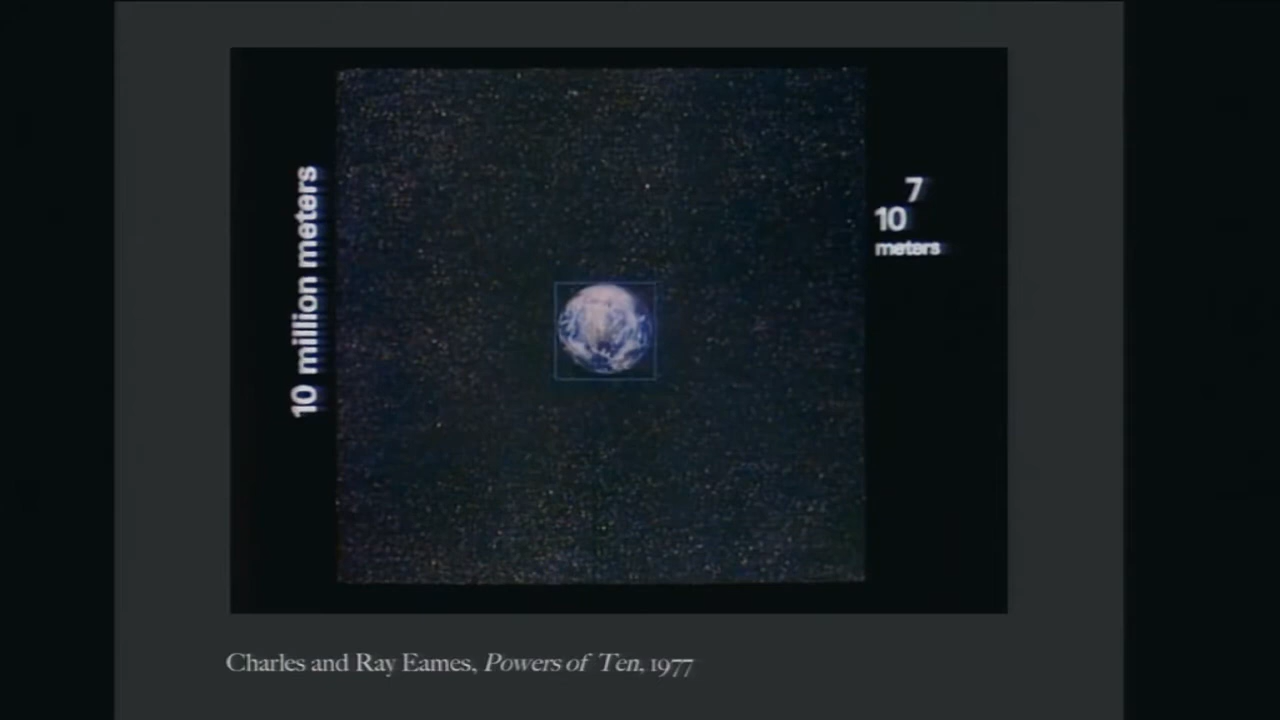 10 million meters
7
10
meters
Charles and Ray Eames, Powers of Ten, 1977